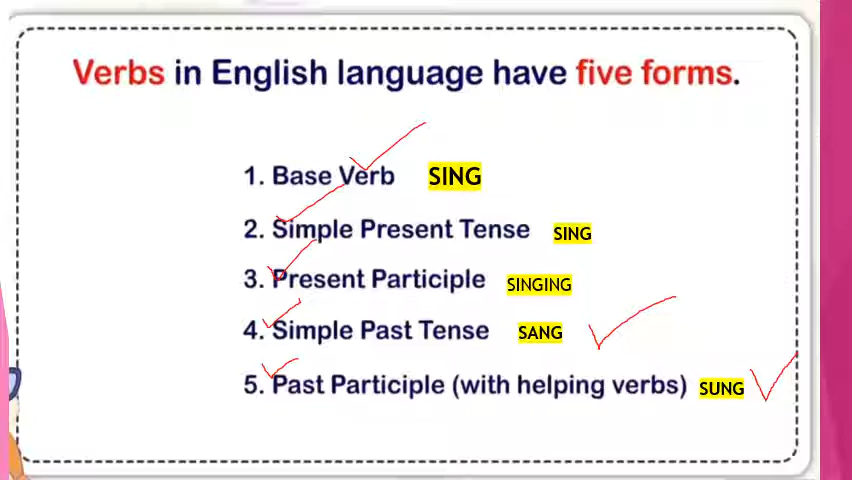 Verbs in English language have five forms.
1. Base Verb SING
2. Simple Present Tense SING
3. Present Participle SINGING
4. Simple Past Tense SANG
5. Past Participle (with helping verbs) SUNG